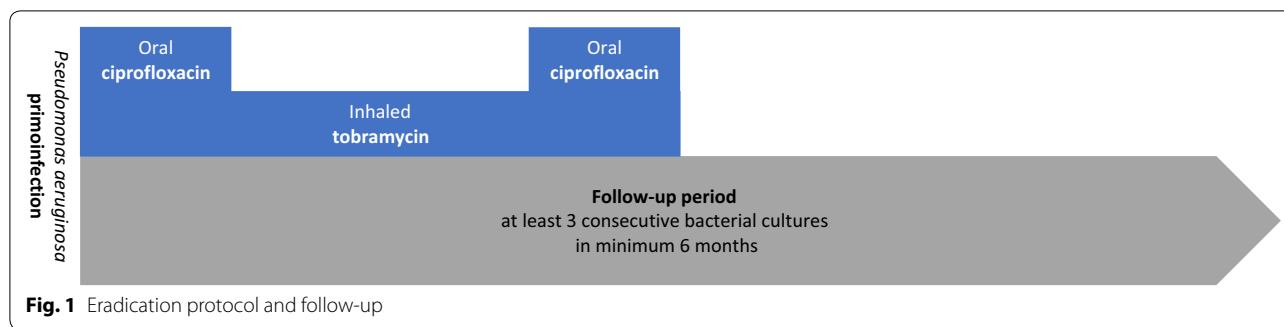 Pseudomonas aeruginosa
primoinfection
Oral
ciprofloxacin
Oral
ciprofloxacin
Inhaled
tobramycin
Follow-up period
at least 3 consecutive bacterial cultures
in minimum 6 months
Fig. 1 Eradication protocol and follow-up